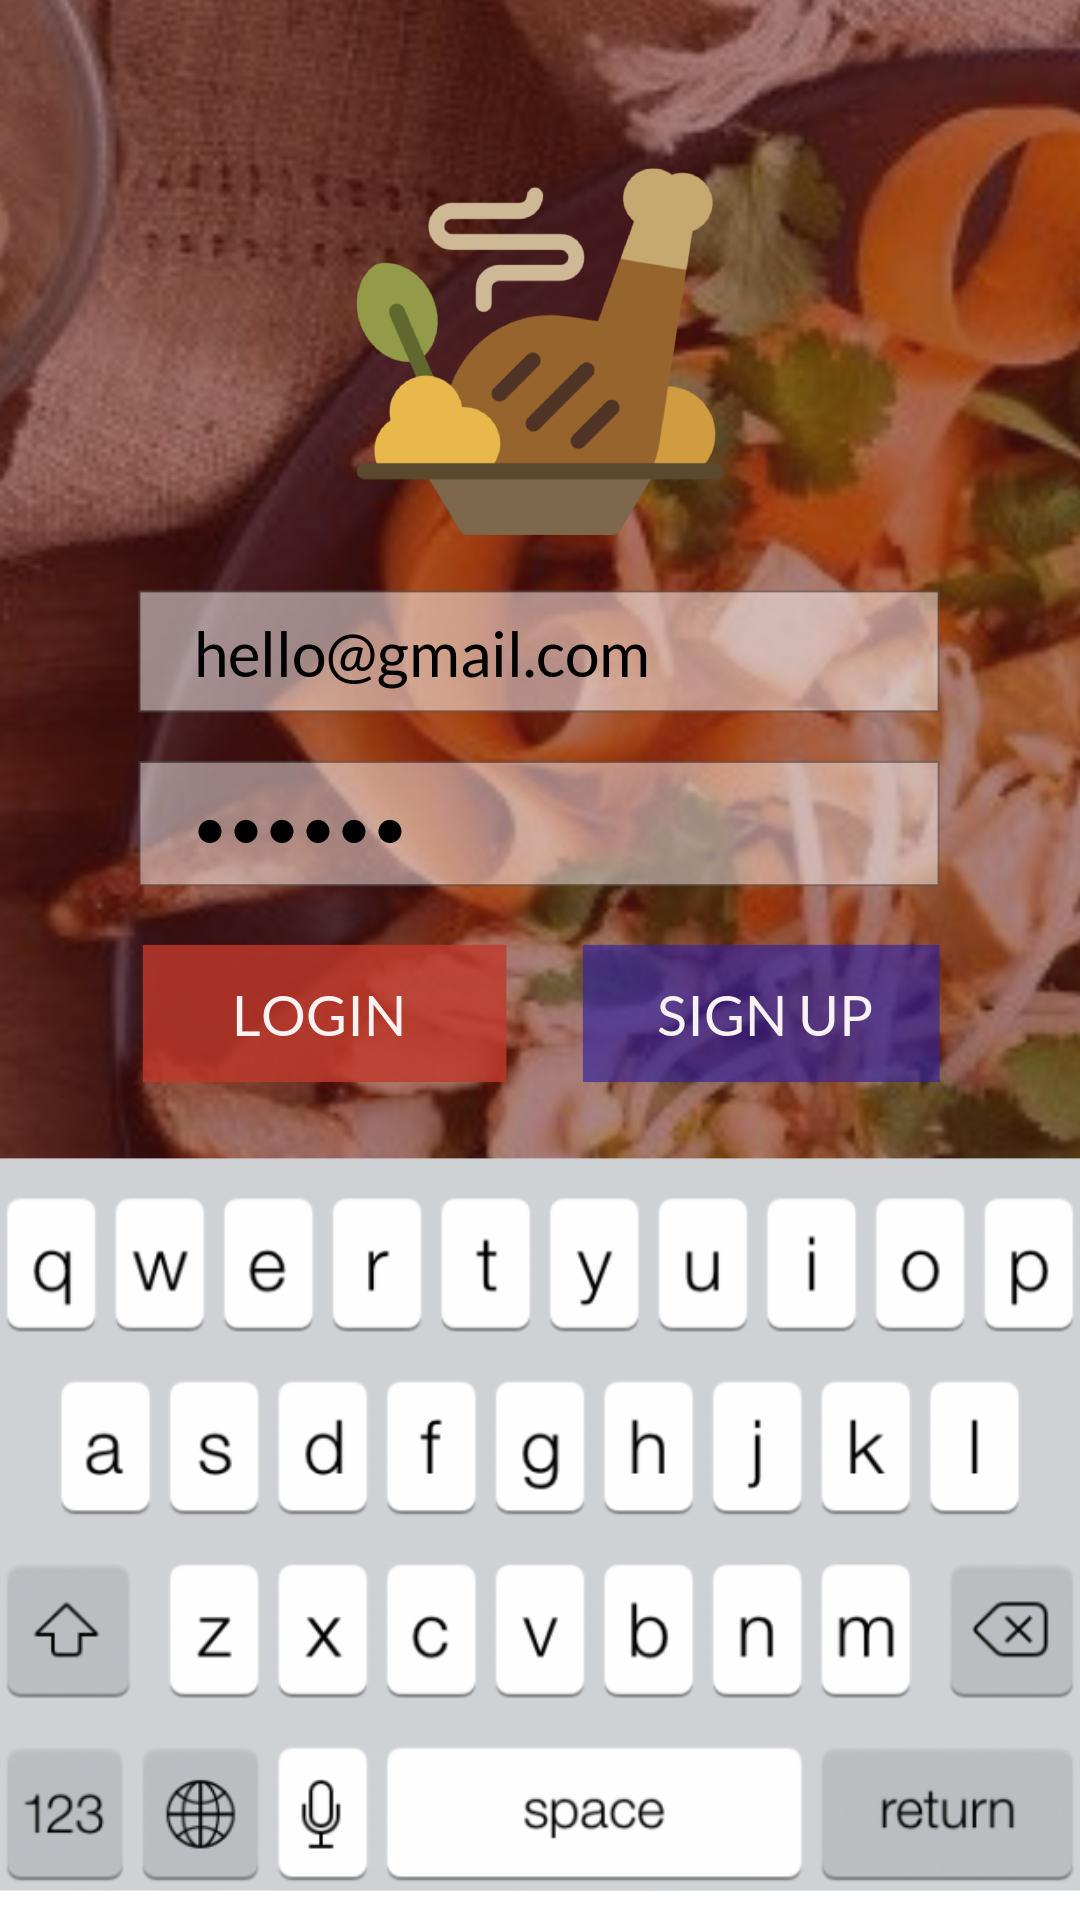 hello@gmail.com
••••••
LOGIN SIGN UP
q w e r t y u i o p
a s d f g h j k l
z x c v b n m
123 space return